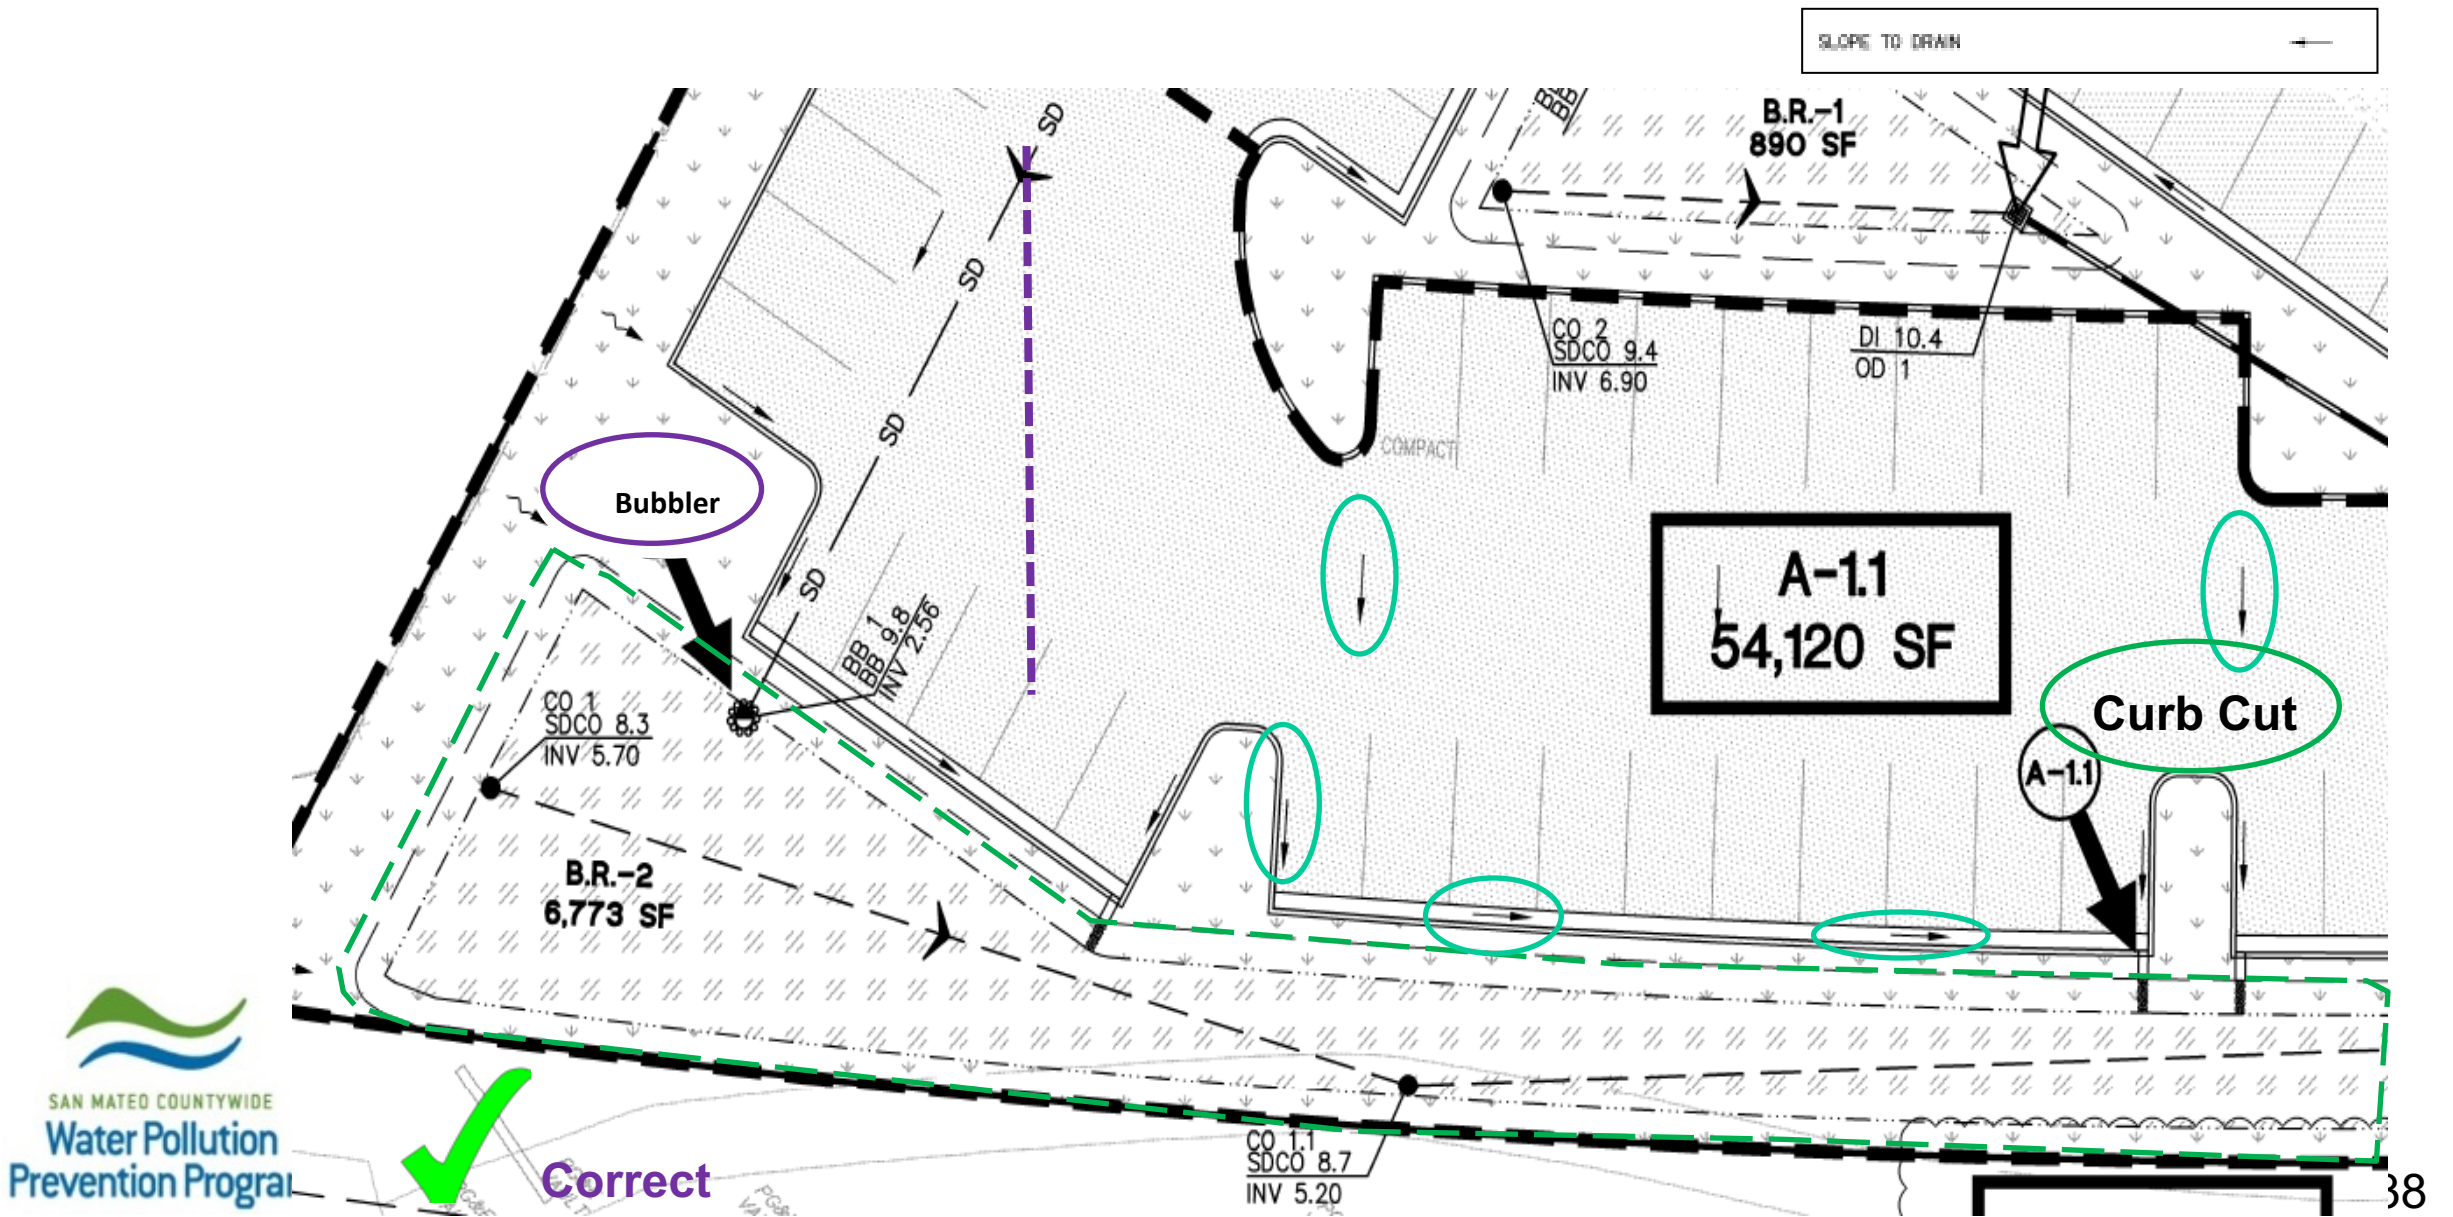 SLOPE TO DRAIN
SD
B.R.-1
890 SF
SD
CO 2
SDCO 9.4
INV 6.90
DI 10.4
OD 1
SD
COMPACT
Bubbler
SD
BB 1
BB 9.8
INV 2.56
A-1.1
54,120 SF
Curb Cut
A-1.1
CO 1
SDCO 8.3
INV 5.70
B.R.-2
6,773 SF
SAN MATEO COUNTYWIDE
Water Pollution
Prevention Progra
Correct
CO 1.1
SDCO 8.7
INV 5.20
38